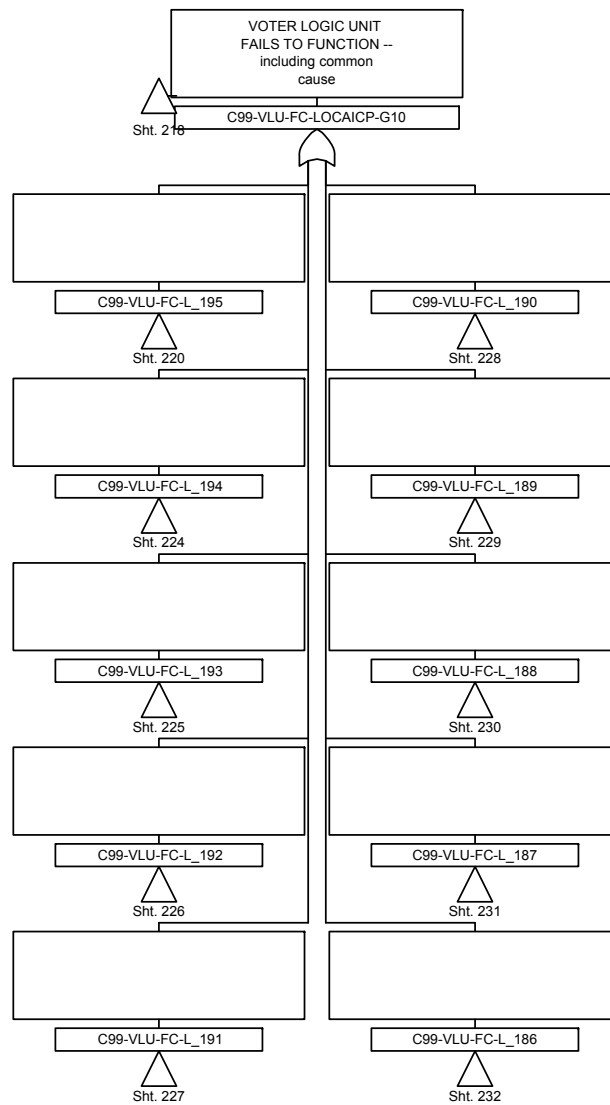 VOTER LOGIC UNIT
FAILS TO FUNCTION --
including common
cause
Sht. 218
C99-VLU-FC-LOCAICP-G10
C99-VLU-FC-L_195
Sht. 220
C99-VLU-FC-L_190
Sht. 228
C99-VLU-FC-L_194
Sht. 224
C99-VLU-FC-L_189
Sht. 229
C99-VLU-FC-L_193
Sht. 225
C99-VLU-FC-L_188
Sht. 230
C99-VLU-FC-L_192
Sht. 226
C99-VLU-FC-L_187
Sht. 231
C99-VLU-FC-L_191
Sht. 227
C99-VLU-FC-L_186
Sht. 232